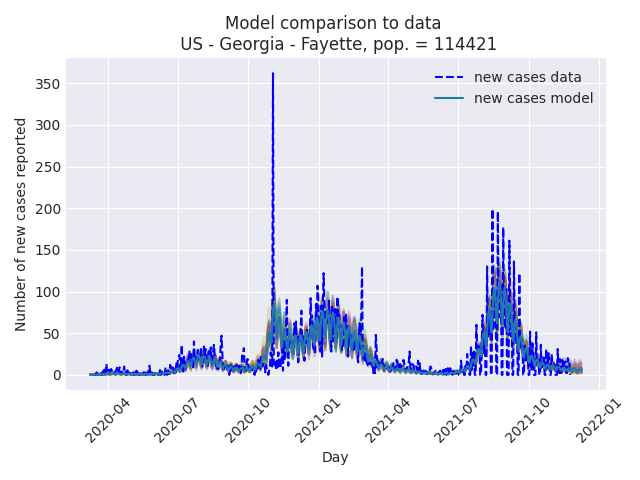 Model comparison to data
US - Georgia - Fayette, pop. = 114421
new cases data
new cases model
Number of new cases reported
350
300
250
200
150
100
50
0
2020-04
2020-07
2020-10
2021-01
2021-04
2021-07
2021-10
2022-01
Day